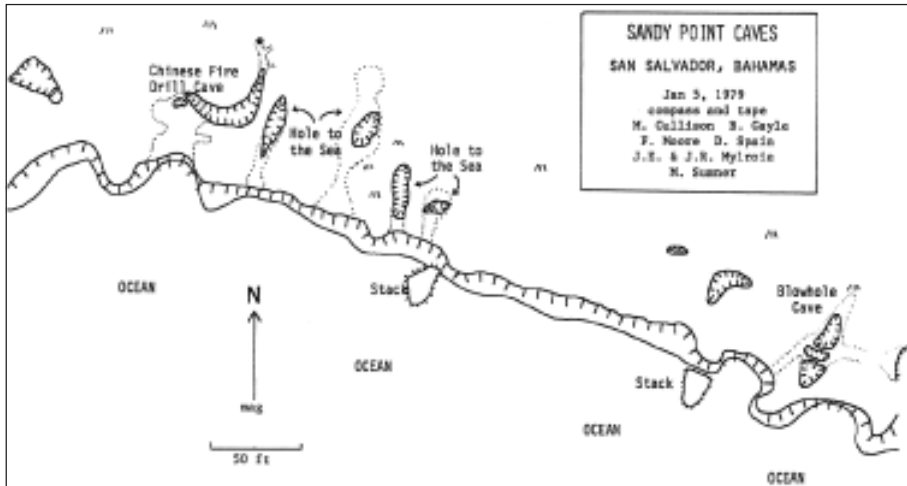 SANDY POINT CAVES
SAN SALVADOR, BAHAMAS
Jan 5, 1979
compass and tape
M. Cullison B. Gayle
F. Moore D. Spain
J.E. & J.R. Mylroie
M. Sumner
Chinese Fire
Drill Cave
Hole to
the Sea
Hole to
the Sea
Blowhole
Cave
Stack
Stack
OCEAN
OCEAN
OCEAN
OCEAN
N
mag
50 ft